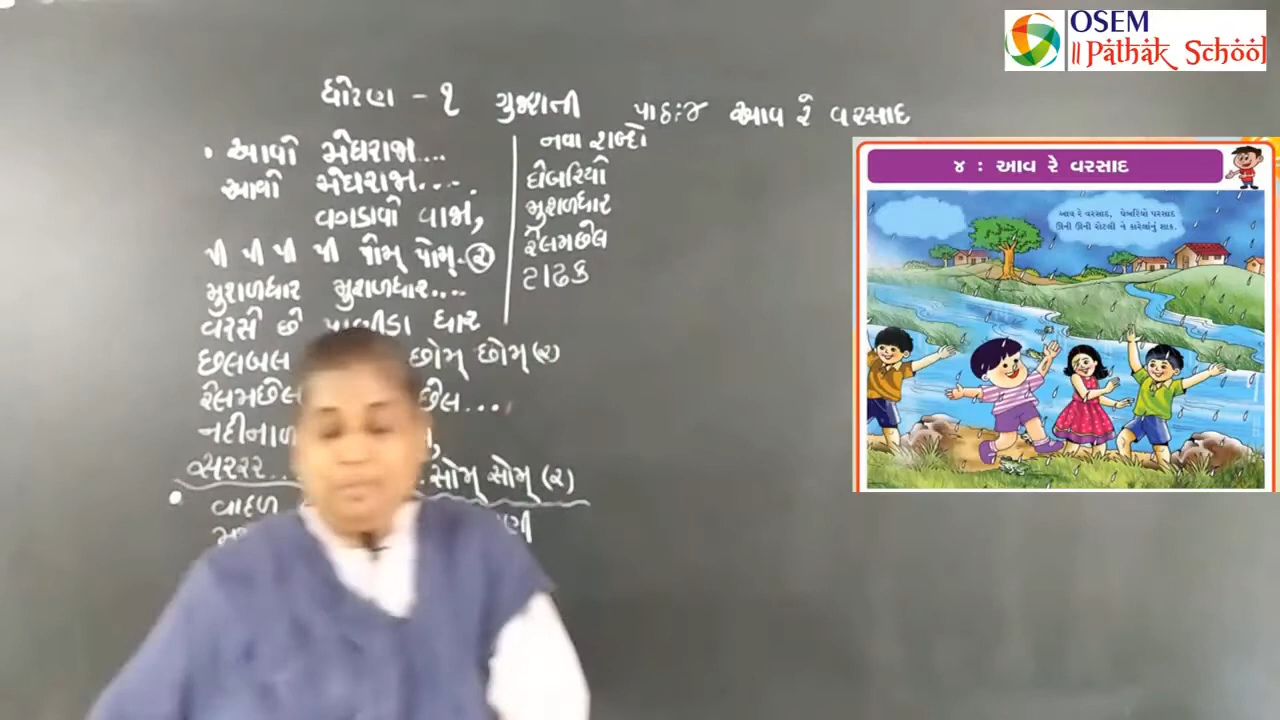 OSEM
॥ Pathak School
ધોરણ - ૧ ગુજરાતી પાઠ:૪ આવ રે વરસાદ
• આવો મેઘરાજા....
આવો મેઘરાજા....
વગડાવો વાજા,
પી પી પી પી પોમ્ પોમ્. ૨
મુશળધાર મુશળધાર....
વરસે છે પાણીડા ધાર
છલબલ છોમ્ છોમ્ (૨)
રેલમછેલ છેલ...
નદીનાળ
સરરર... સોમ્ સોમ્ (૨)
• વાદળ
નવા શબ્દો
ઢેબરિયો
મુશળધાર
રેલમછેલ
ટાઢક
૪ : આવ રે વરસાદ
આવ રે વરસાદ, ઘેબરિયો પરસાદ
ઊની ઊની રોટલી ને કારેલાંનું શાક.